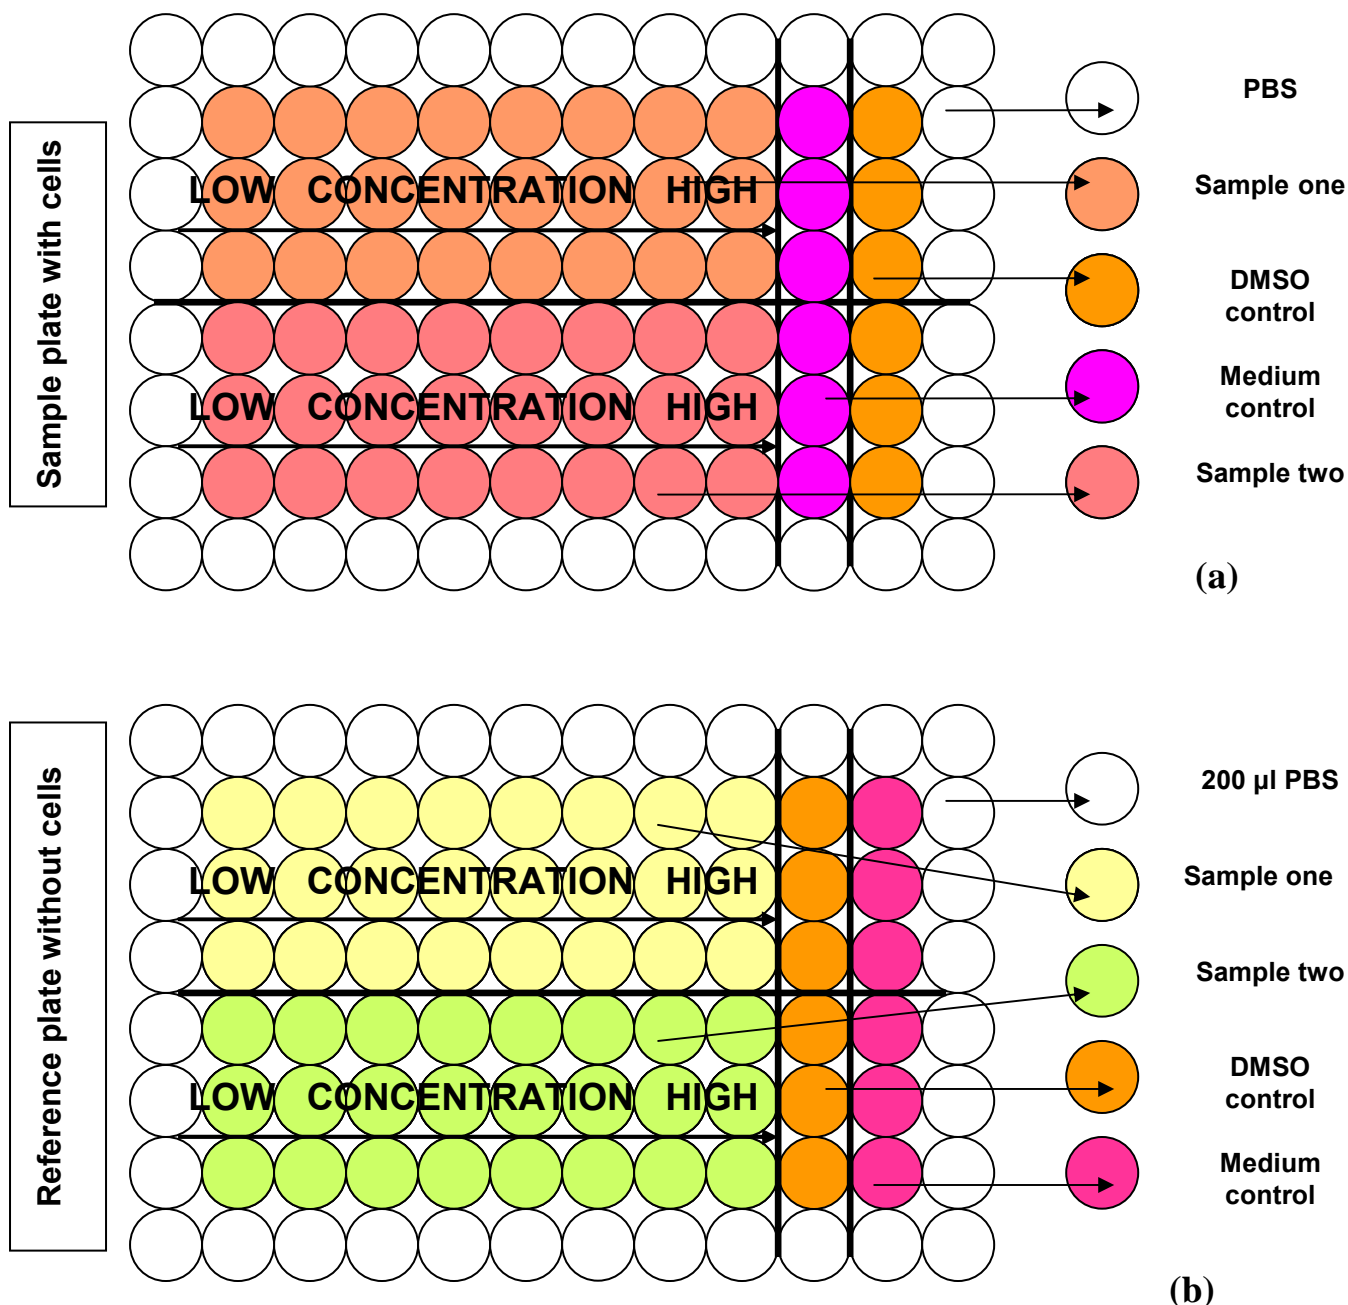 Sample plate with cells
LOW CONCENTRATION HIGH
LOW CONCENTRATION HIGH
PBS
Sample one
DMSO
control
Medium
control
Sample two
(a)
Reference plate without cells
LOW CONCENTRATION HIGH
LOW CONCENTRATION HIGH
200 µl PBS
Sample one
Sample two
DMSO
control
Medium
control
(b)